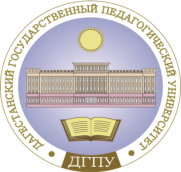 ДАГЕСТАНСКИЙ ГОСУДАРСТВЕННЫЙ ПЕДАГОГИЧЕСКИЙ УНИВЕРСИТЕТ
ДГПУ